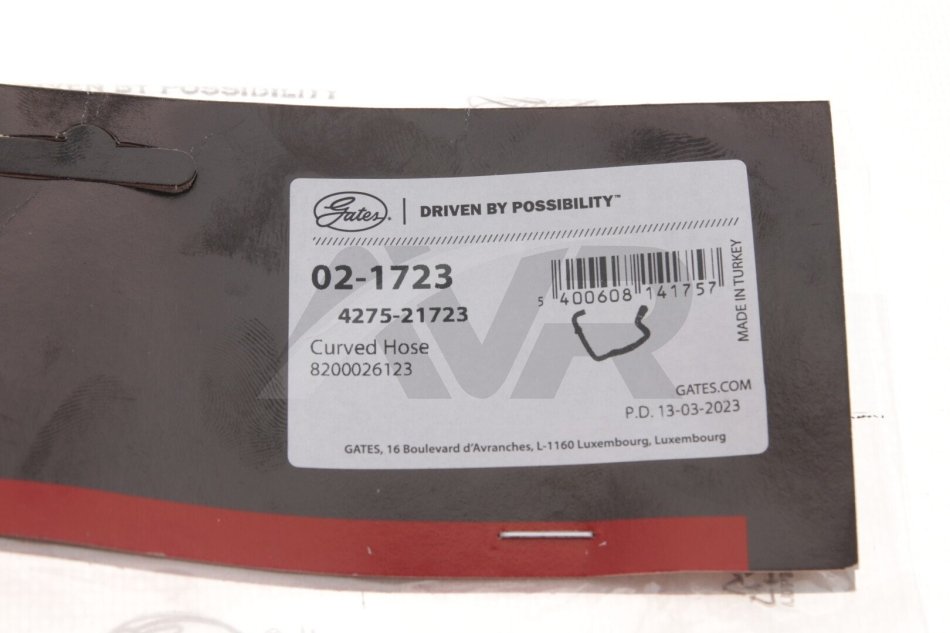 DRIVEN BY POSSIBILITY
Gates® | DRIVEN BY POSSIBILITY™
02-1723
4275-21723
Curved Hose
8200026123
5 400608 141757
MADE IN TURKEY
AVR
GATES.COM
P.D. 13-03-2023
GATES, 16 Boulevard d'Avranches, L-1160 Luxembourg, Luxembourg